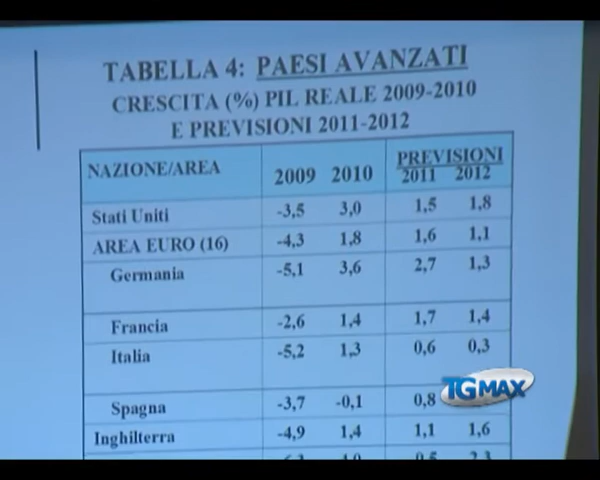 TABELLA 4: PAESI AVANZATI
CRESCITA (%) PIL REALE 2009-2010
E PREVISIONI 2011-2012
NAZIONE/AREA 2009 2010 PREVISIONI 2011 2012
Stati Uniti -3,5 3,0 1,5 1,8
AREA EURO (16) -4,3 1,8 1,6 1,1
Germania -5,1 3,6 2,7 1,3
Francia -2,6 1,4 1,7 1,4
Italia -5,2 1,3 0,6 0,3
Spagna -3,7 -0,1 0,8
TGMAX
Inghilterra -4,9 1,4 1,1 1,6